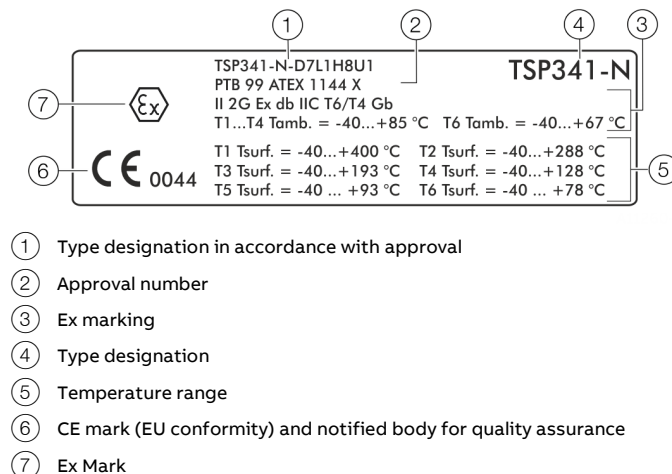 1 2 4 3
TSP341-N-D7L1H8U1
TSP341-N
PTB 99 ATEX 1144 X
II 2G Ex db IIC T6/T4 Gb
T1...T4 Tamb. = -40...+85 °C T6 Tamb. = -40...+67 °C
7 Ex
6 CE 0044
T1 Tsurf. = -40...+400 °C T2 Tsurf. = -40...+288 °C
T3 Tsurf. = -40...+193 °C T4 Tsurf. = -40...+128 °C
5
T5 Tsurf. = -40 ... +93 °C T6 Tsurf. = -40 ... +78 °C
1 Type designation in accordance with approval
2 Approval number
3 Ex marking
4 Type designation
5 Temperature range
6 CE mark (EU conformity) and notified body for quality assurance
7 Ex Mark